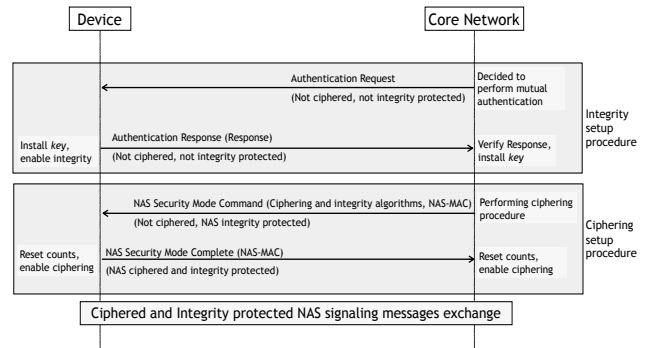 Device
Core Network
Authentication Request
(Not ciphered, not integrity protected)
Decided to
perform mutual
authentication
Integrity
setup
procedure
Install key,
enable integrity
Authentication Response (Response)
(Not ciphered, not integrity protected)
Verify Response,
install key
NAS Security Mode Command (Ciphering and integrity algorithms, NAS-MAC)
(Not ciphered, NAS integrity protected)
Performing ciphering
procedure
Ciphering
setup
procedure
Reset counts,
enable ciphering
NAS Security Mode Complete (NAS-MAC)
(NAS ciphered and integrity protected)
Reset counts,
enable ciphering
Ciphered and Integrity protected NAS signaling messages exchange